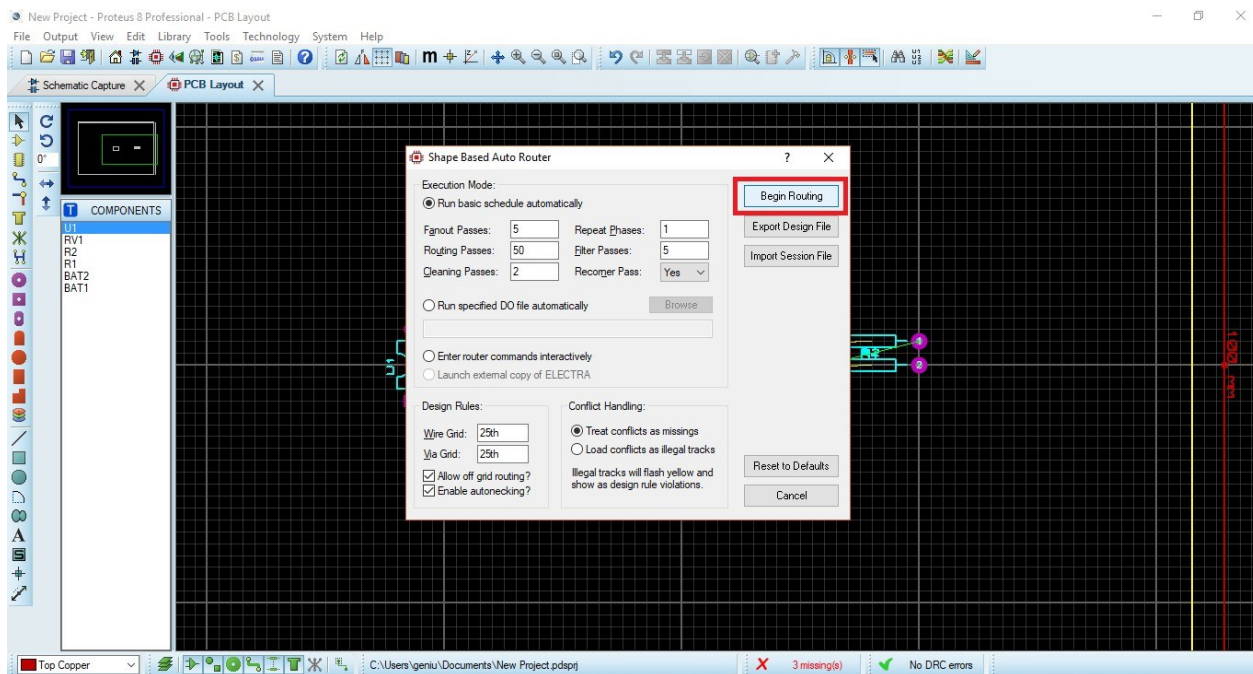 New Project - Proteus 8 Professional - PCB Layout
File Output View Edit Library Tools Technology System Help
Schematic Capture
PCB Layout
0°
T COMPONENTS
U1
RV1
R2
R1
BAT2
BAT1
Shape Based Auto Router
Execution Mode:
Run basic schedule automatically
Fanout Passes: 5 Repeat Phases: 1
Routing Passes: 50 Filter Passes: 5
Cleaning Passes: 2 Recorner Pass: Yes
Run specified DO file automatically Browse
Enter router commands interactively
Launch external copy of ELECTRA
Design Rules:
Wire Grid: 25th
Via Grid: 25th
Allow off grid routing?
Enable autonecking?
Conflict Handling:
Treat conflicts as missings
Load conflicts as illegal tracks
Illegal tracks will flash yellow and
show as design rule violations.
Begin Routing
Export Design File
Import Session File
Reset to Defaults
Cancel
U1
1
2
Top Copper
C:\Users\geniu\Documents\New Project.pdsprj
3 missing(s)
No DRC errors